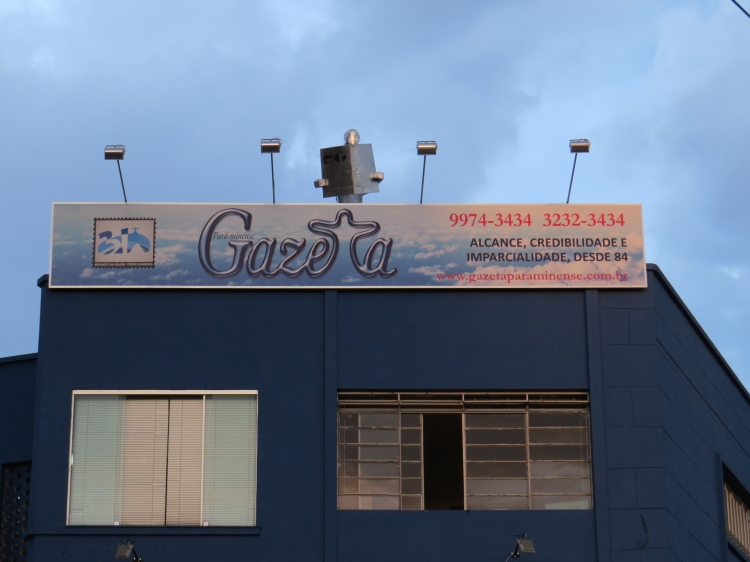 Pará-minense
Gazeta
9974-3434 3232-3434
ALCANCE, CREDIBILIDADE E
IMPARCIALIDADE, DESDE 84
www.gazetaparaminense.com.br